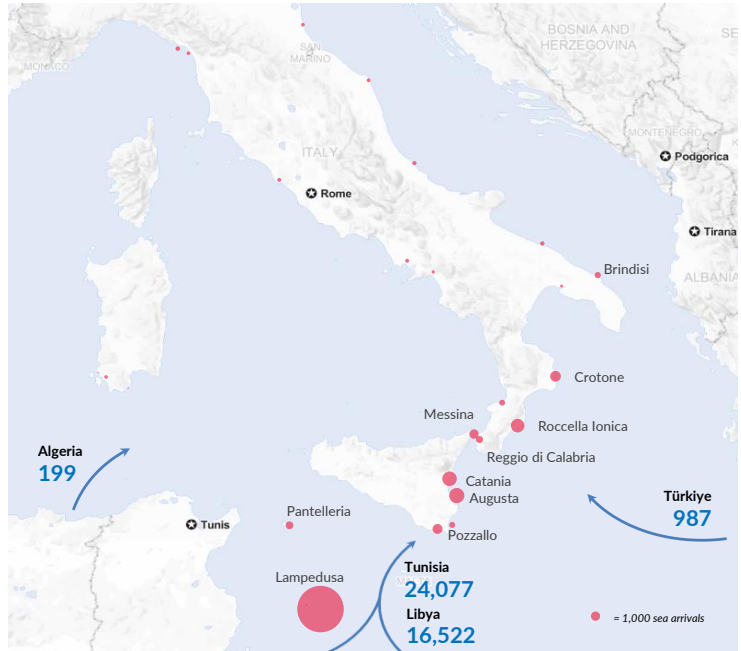 BOSNIA AND
HERZEGOVINA
SE
SAN
MARINO
MONACO
MONTENEGRO
K
Podgorica
ITALY
Rome
Tirana
Brindisi
ALBANIA
Crotone
Messina
Roccella Ionica
Reggio di Calabria
Algeria
199
Catania
Augusta
Türkiye
987
Pantelleria
Tunis
Pozzallo
Lampedusa
Tunisia
24,077
Libya
16,522
= 1,000 sea arrivals